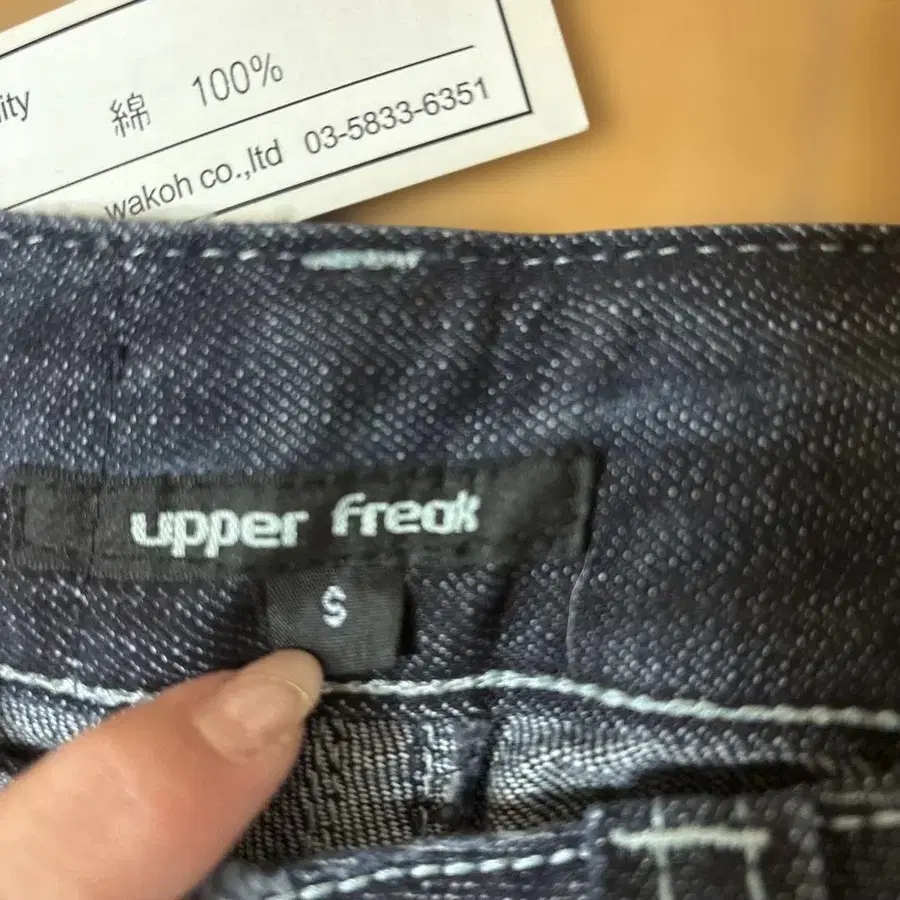 ity 綿 100%
wakoh co.,ltd 03-5833-6351
upper freak
S